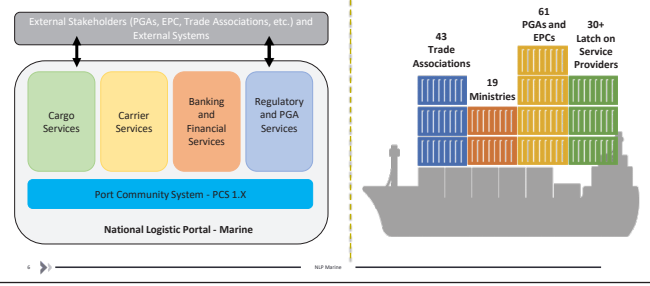 External Stakeholders (PGAs, EPC, Trade Associations, etc.) and
External Systems
Cargo
Services
Carrier
Services
Banking
and
Financial
Services
Regulatory
and PGA
Services
Port Community System - PCS 1.X
National Logistic Portal - Marine
43
Trade
Associations
19
Ministries
61
PGAs and
EPCs
30+
Latch on
Service
Providers
6
NLP Marine